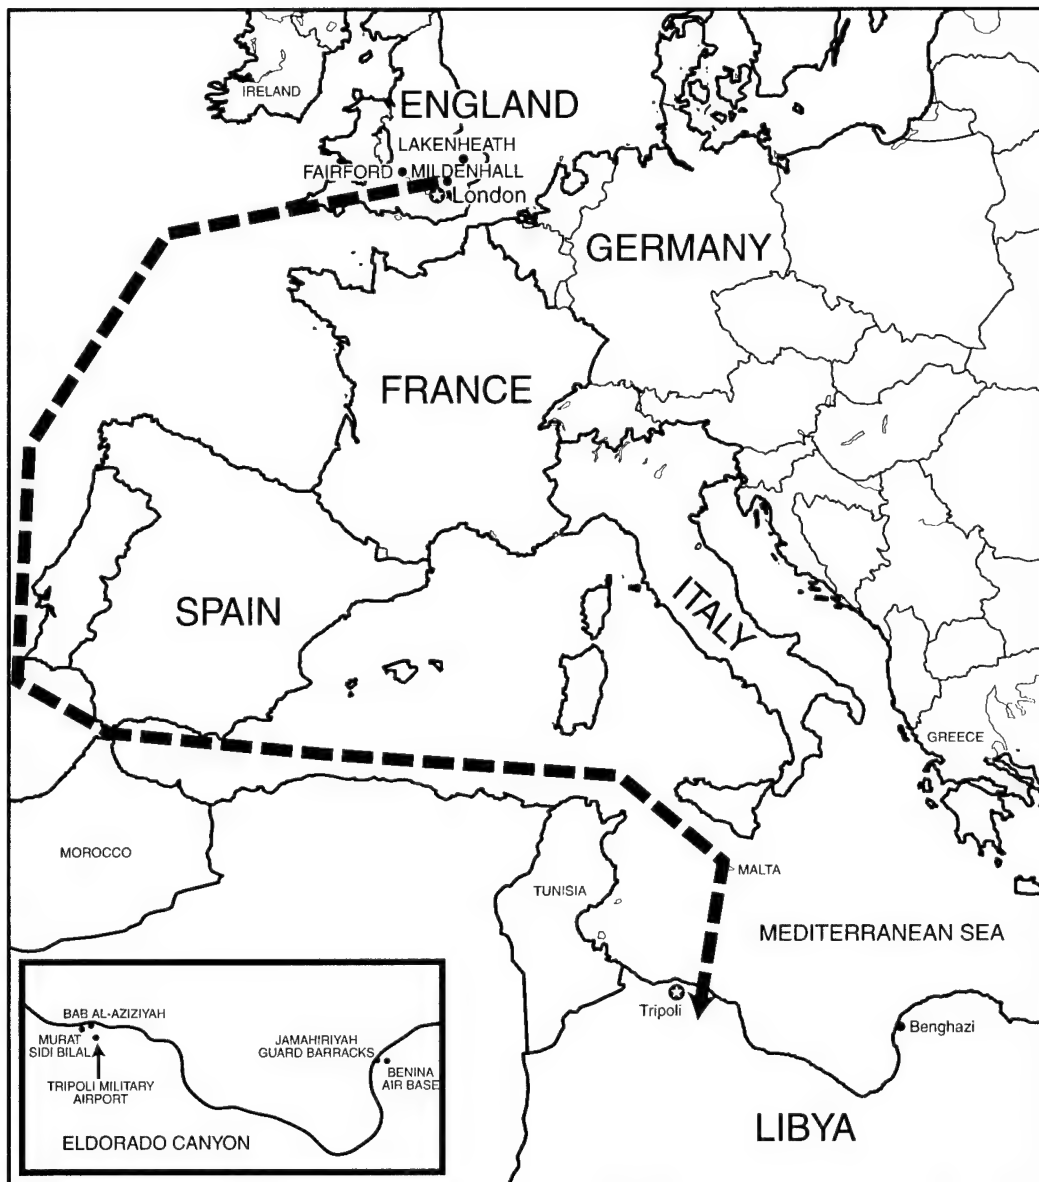 IRELAND
ENGLAND
LAKENHEATH
FAIRFORD
MILDENHALL
London
GERMANY
FRANCE
SPAIN
ITALY
GREECE
MOROCCO
TUNISIA
MALTA
MEDITERRANEAN SEA
Tripoli
Benghazi
LIBYA
BAB AL-AZIZIYAH
MURAT
SIDI BILAL
TRIPOLI MILITARY
AIRPORT
JAMAHIRIYAH
GUARD BARRACKS
BENINA
AIR BASE
ELDORADO CANYON